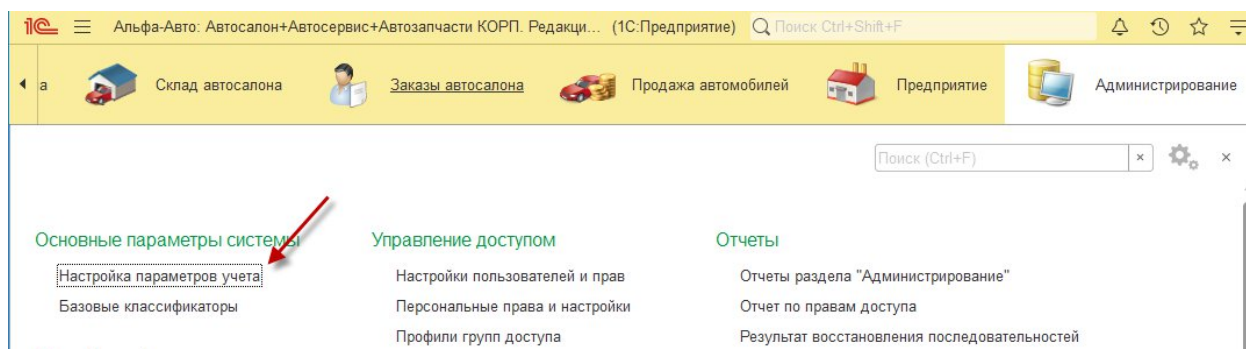 1С Альфа-Авто: Автосалон+Автосервис+Автозапчасти КОРП. Редакци... (1С:Предприятие) Поиск Ctrl+Shift+F
а Склад автосалона Заказы автосалона Продажа автомобилей Предприятие Администрирование
Поиск (Ctrl+F) × ×
Основные параметры системы Управление доступом Отчеты
Настройка параметров учета Настройки пользователей и прав Отчеты раздела "Администрирование"
Базовые классификаторы Персональные права и настройки Отчет по правам доступа
Профили групп доступа Результат восстановления последовательностей